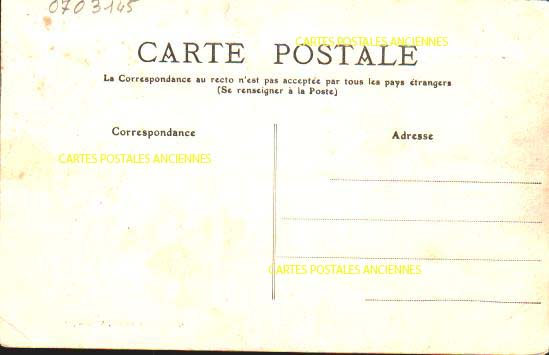 0703145
CARTES POSTALES ANCIENNES
CARTE POSTALE
La Correspondance au recto n'est pas acceptée par tous les pays étrangers
(Se renseigner à la Poste)
Correspondance
Adresse
CARTES POSTALES ANCIENNES
CARTES POSTALES ANCIENNES